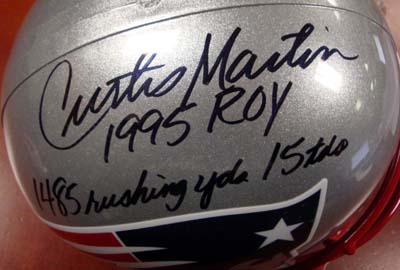 Curtis Martin
1995 ROY
1485 rushing yds 15 tds